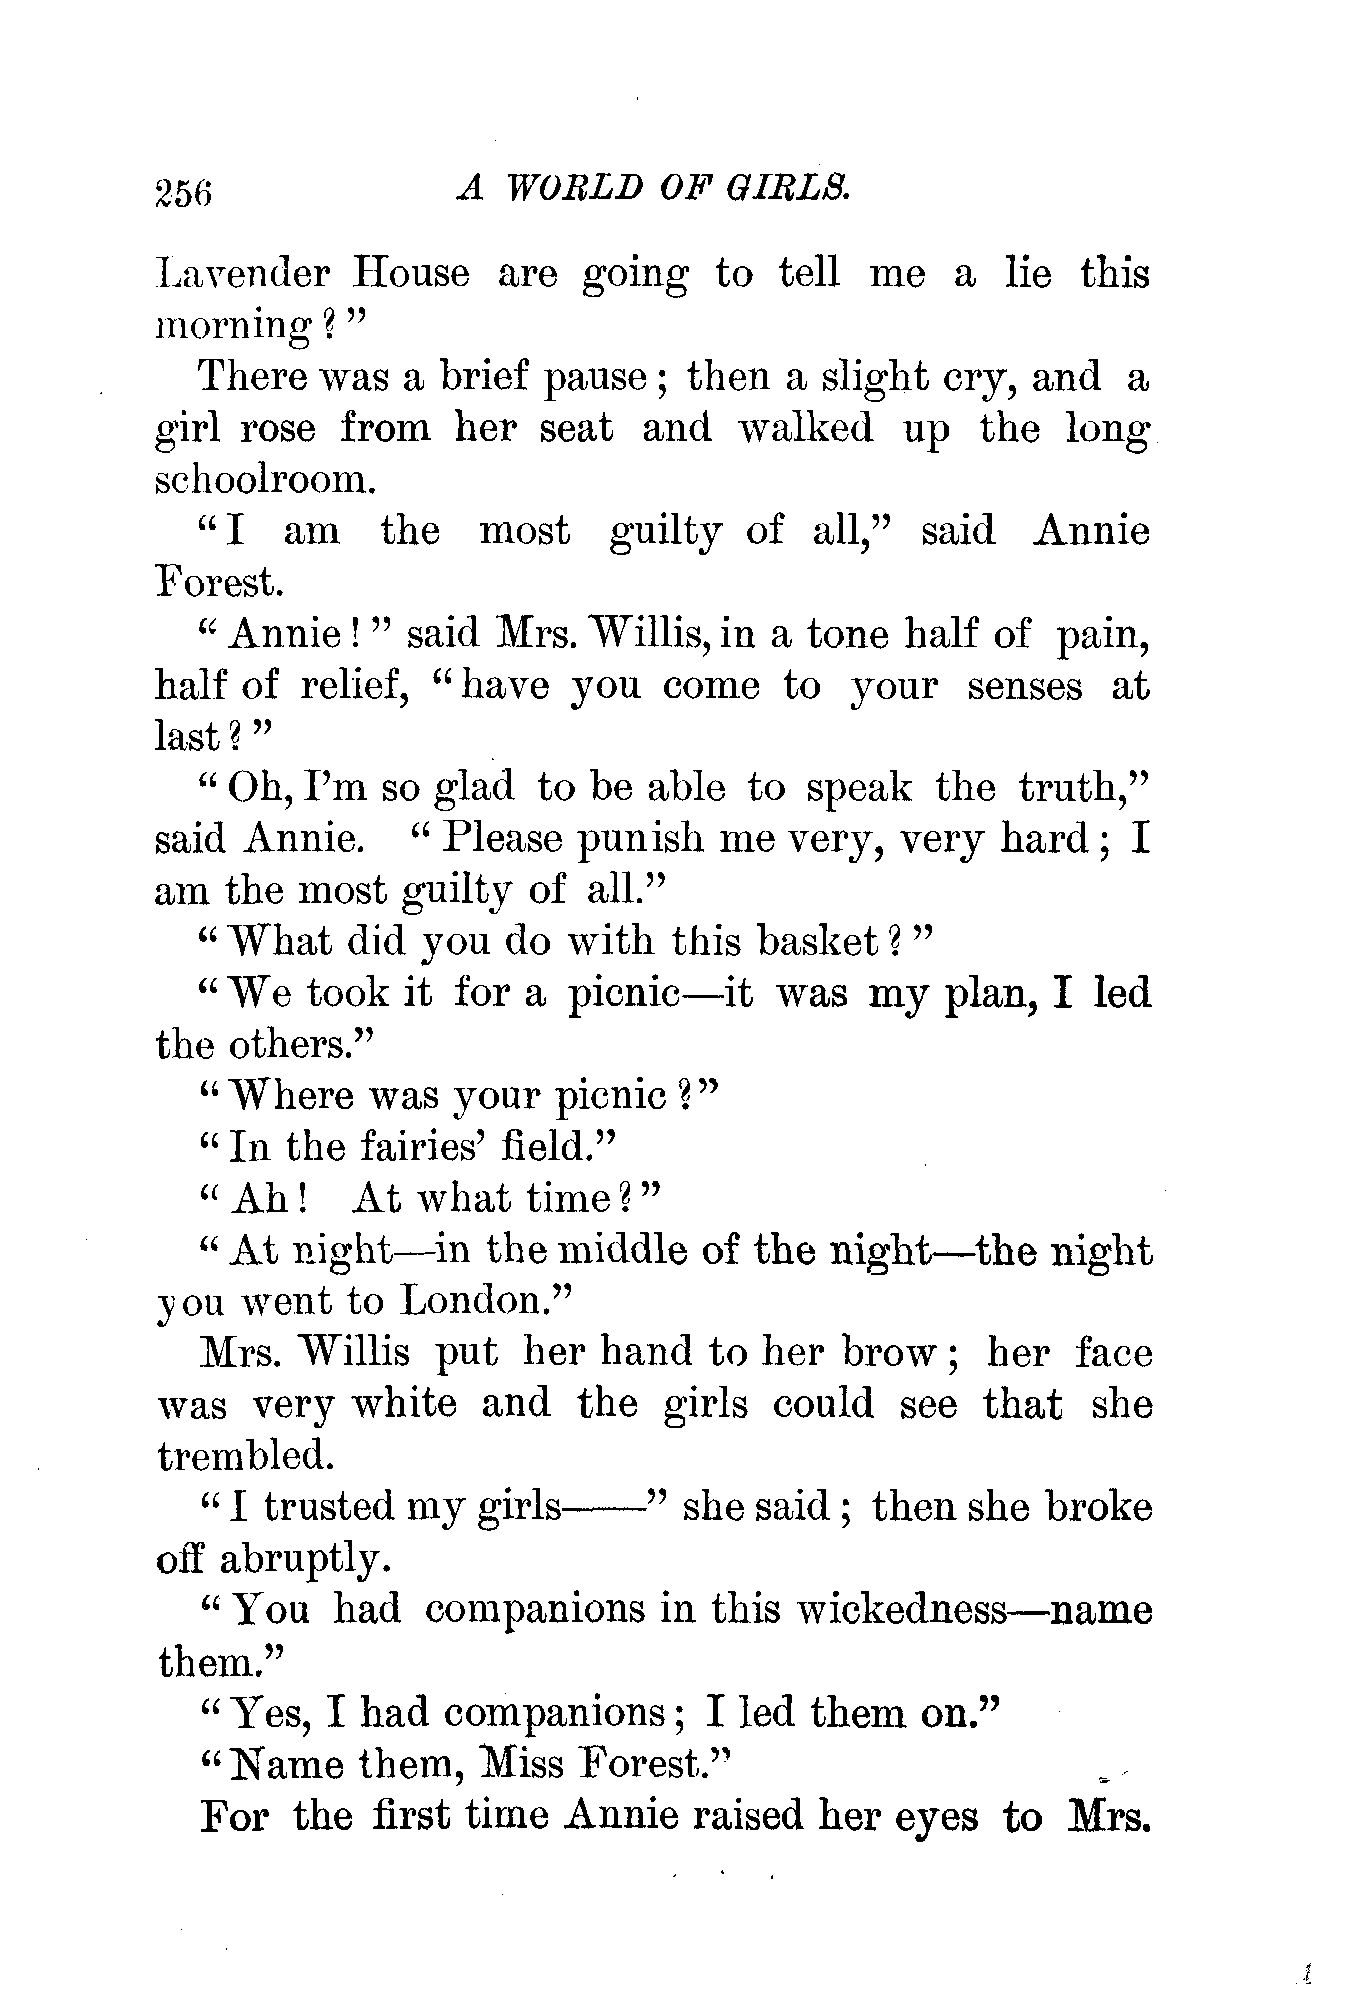 256 A WORLD OF GIRLS.
Lavender House are going to tell me a lie this
morning?”
There was a brief pause; then a slight cry, and a
girl rose from her seat and walked up the long
schoolroom.
“I am the most guilty of all,” said Annie
Forest.
“Annie!” said Mrs. Willis, in a tone half of pain,
half of relief, “have you come to your senses at
last?”
“Oh, I’m so glad to be able to speak the truth,”
said Annie. “Please punish me very, very hard; I
am the most guilty of all.”
“What did you do with this basket?”
“We took it for a picnic—it was my plan, I led
the others.”
“Where was your picnic?”
“In the fairies’ field.”
“Ah! At what time?”
“At night—in the middle of the night—the night
you went to London.”
Mrs. Willis put her hand to her brow; her face
was very white and the girls could see that she
trembled.
“I trusted my girls——” she said; then she broke
off abruptly.
“You had companions in this wickedness—name
them.”
“Yes, I had companions; I led them on.”
“Name them, Miss Forest.”
For the first time Annie raised her eyes to Mrs.